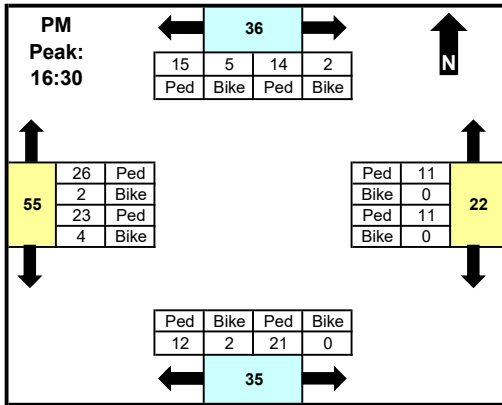 PM
Peak:
16:30
36
N
15 5 14 2
Ped Bike Ped Bike
55
26 Ped
2 Bike
23 Ped
4 Bike
Ped 11
Bike 0
Ped 11
Bike 0
22
Ped Bike Ped Bike
12 2 21 0
35